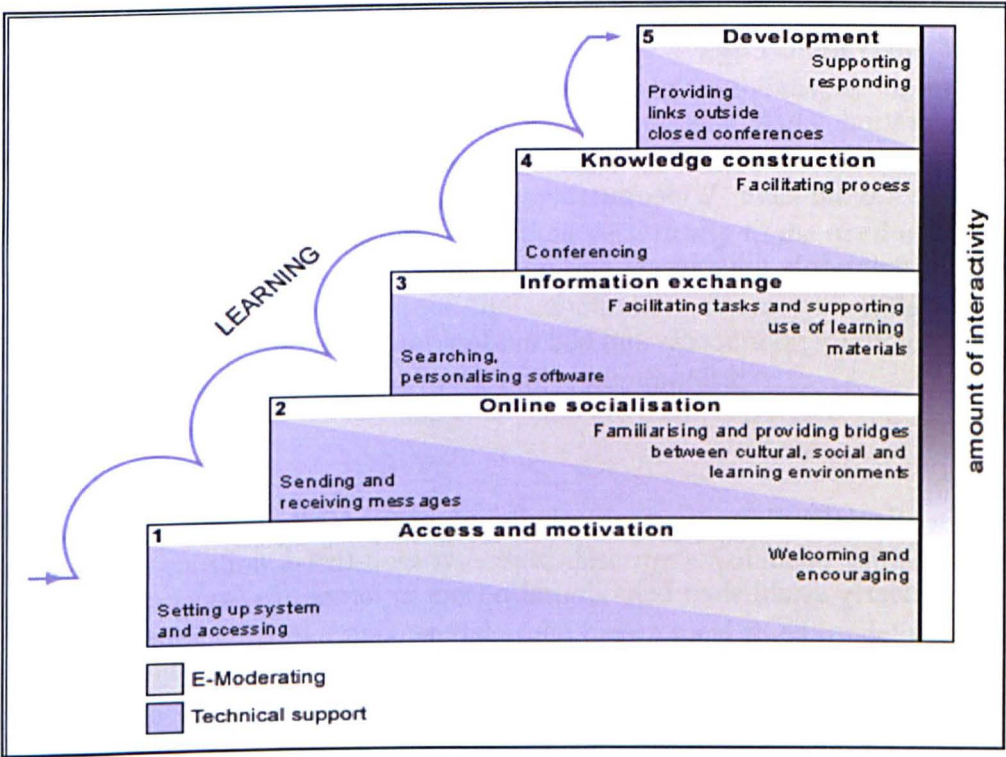 5 Development
Supporting
responding
Providing
links outside
closed conferences
4 Knowledge construction
Facilitating process
Conferencing
3 Information exchange
Facilitating tasks and supporting
use of learning
materials
Searching,
personalising software
2 Online socialisation
Familiarising and providing bridges
between cultural, social and
learning environments
Sending and
receiving messages
1 Access and motivation
Welcoming and
encouraging
Setting up system
and accessing
LEARNING
amount of interactivity
E-Moderating
Technical support